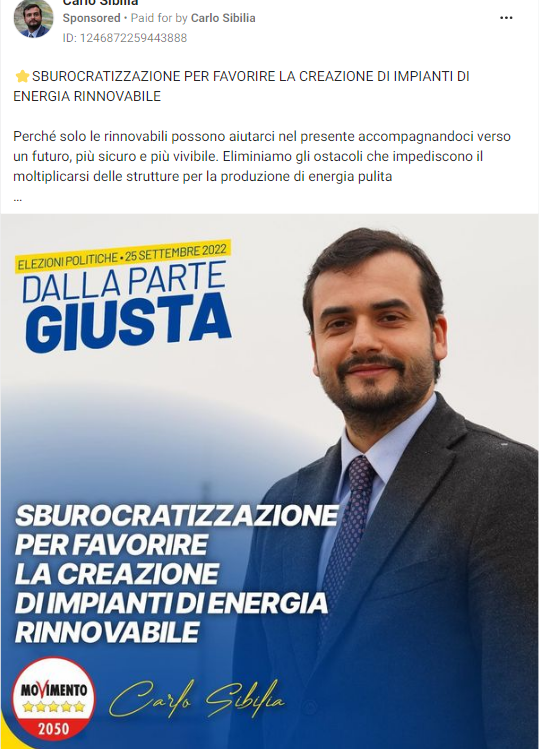 Carlo Sibilia
Sponsored • Paid for by Carlo Sibilia
ID: 1246872259443888
⭐SBUROCRATIZZAZIONE PER FAVORIRE LA CREAZIONE DI IMPIANTI DI
ENERGIA RINNOVABILE
Perché solo le rinnovabili possono aiutarci nel presente accompagnandoci verso
un futuro, più sicuro e più vivibile. Eliminiamo gli ostacoli che impediscono il
moltiplicarsi delle strutture per la produzione di energia pulita
...
ELEZIONI POLITICHE • 25 SETTEMBRE 2022
DALLA PARTE
GIUSTA
SBUROCRATIZZAZIONE
PER FAVORIRE
LA CREAZIONE
DI IMPIANTI DI ENERGIA
RINNOVABILE
MOVIMENTO
2050
Carlo Sibilia